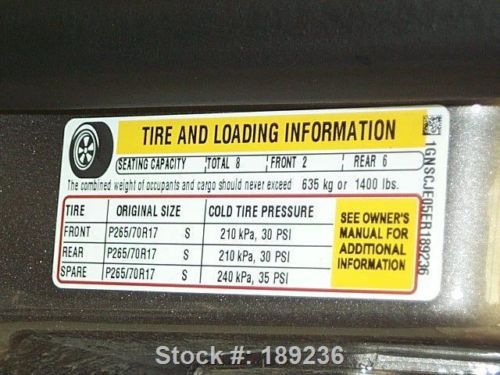 TIRE AND LOADING INFORMATION
SEATING CAPACITY TOTAL 8 FRONT 2 REAR 6
The combined weight of occupants and cargo should never exceed 635 kg or 1400 lbs.
TIRE ORIGINAL SIZE COLD TIRE PRESSURE
FRONT P265/70R17 S 210 kPa, 30 PSI
REAR P265/70R17 S 210 kPa, 30 PSI
SPARE P265/70R17 S 240 kPa, 35 PSI
SEE OWNER'S
MANUAL FOR
ADDITIONAL
INFORMATION
1GNSCJE05ER189236
Stock #: 189236